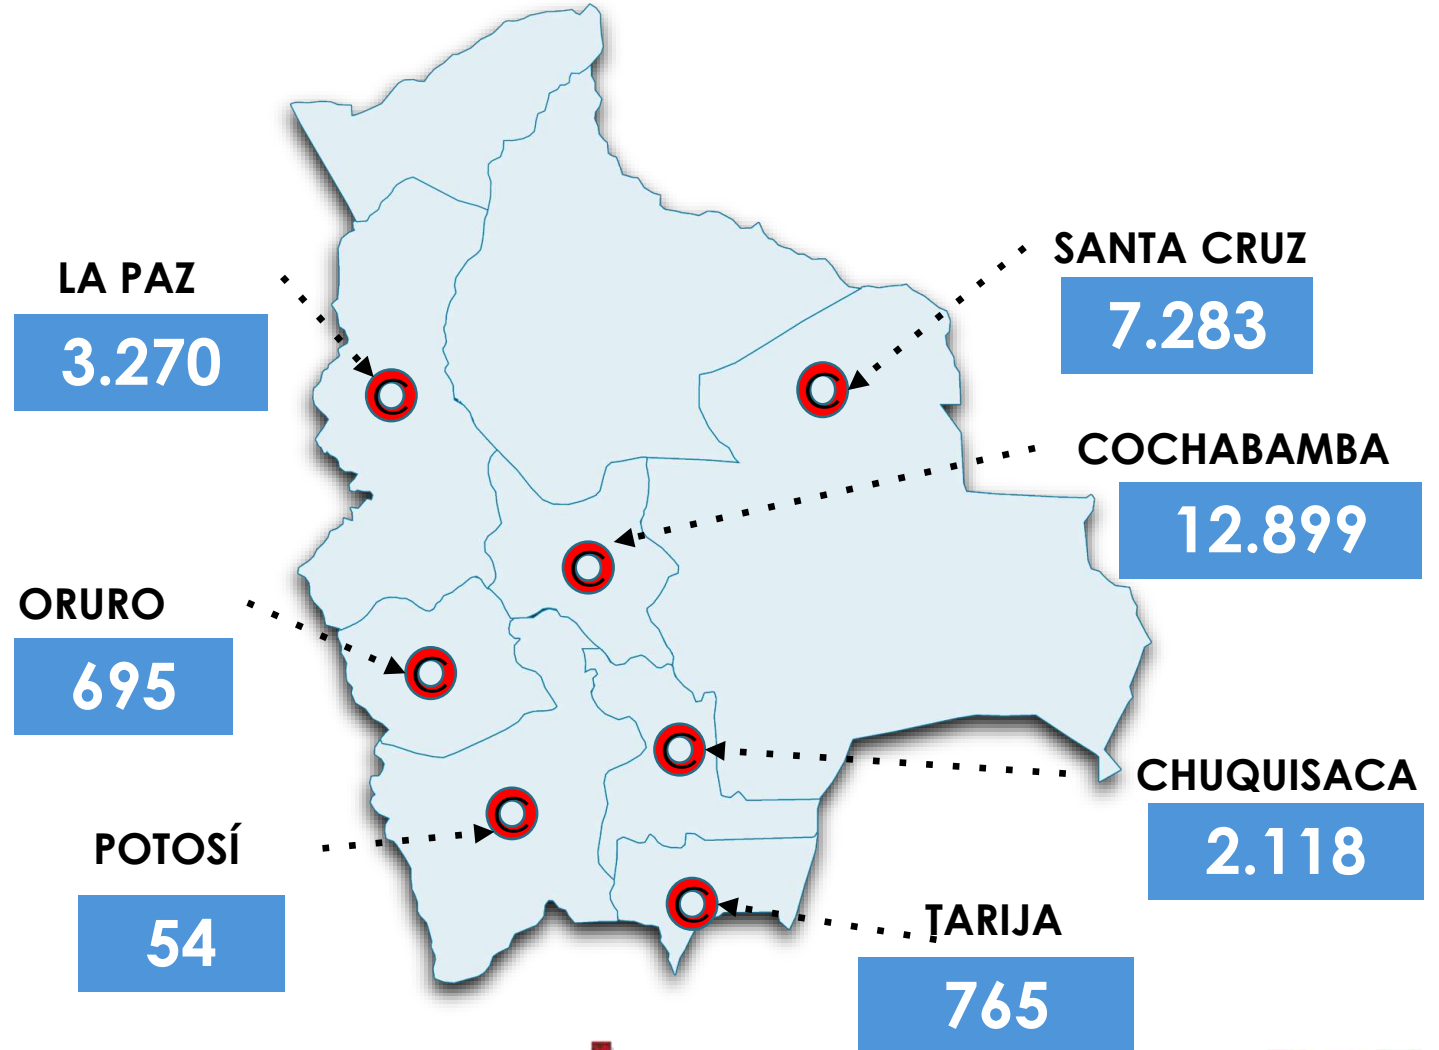 SANTA CRUZ
7.283
LA PAZ
3.270
COCHABAMBA
12.899
ORURO
695
CHUQUISACA
2.118
POTOSÍ
54
TARIJA
765